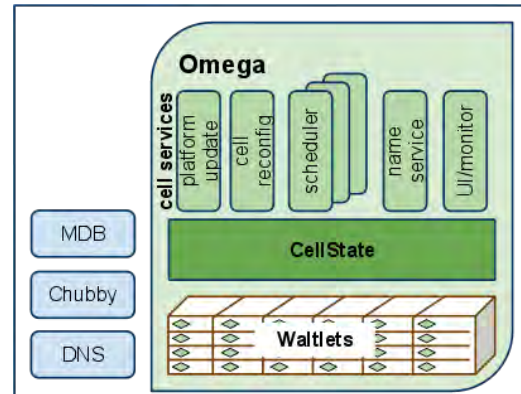 Omega
cell services
platform
update
cell
reconfig
scheduler
name
service
UI/monitor
MDB
Chubby
DNS
CellState
Waltlets